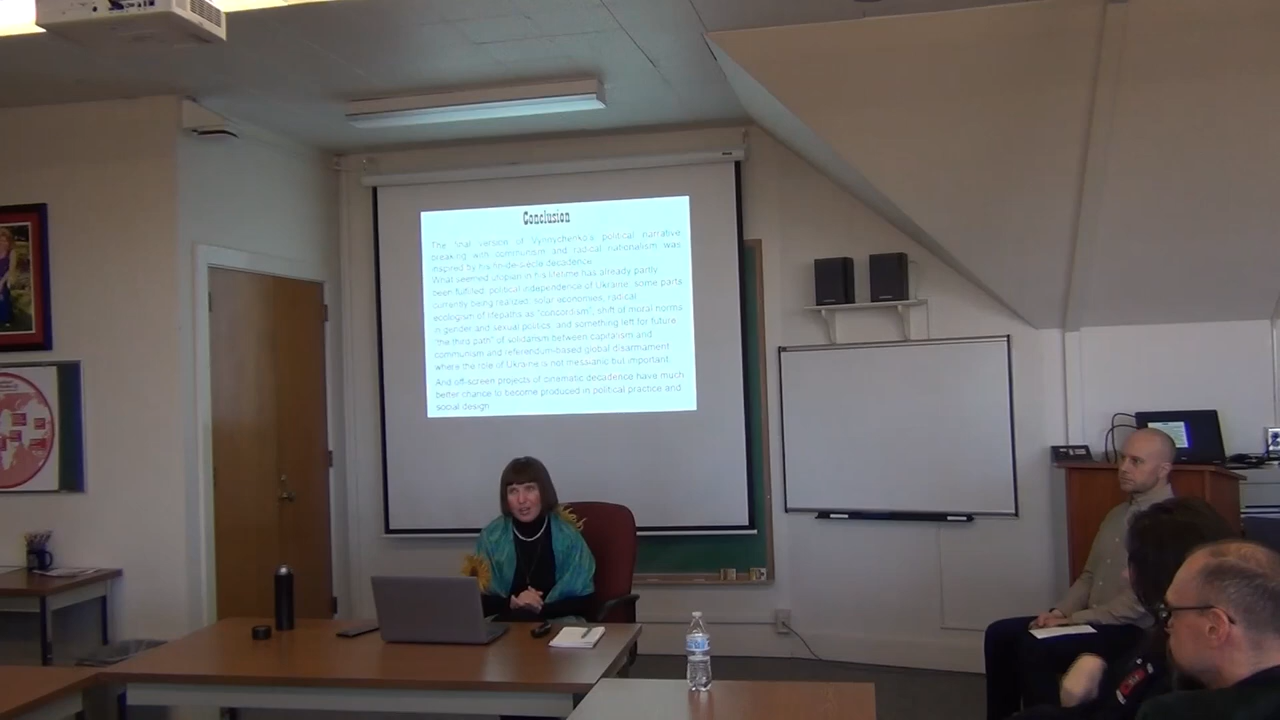 Conclusion
The final version of Vynnychenko's political narrative
breaking with communism and radical nationalism was
inspired by his fin-de-siecle decadence.
What seemed utopian in his lifetime has already partly
been fulfilled: political independence of Ukraine, some parts
currently being realized: solar economies, radical
ecologism of lifepaths as "concordism", shift of moral norms
in gender and sexual politics, and something left for future:
"the third path" of solidarism between capitalism and
communism and referendum-based global disarmament
where the role of Ukraine is not messianic but important.
And off-screen projects of cinematic decadence have much
better chance to become produced in political practice and
social design